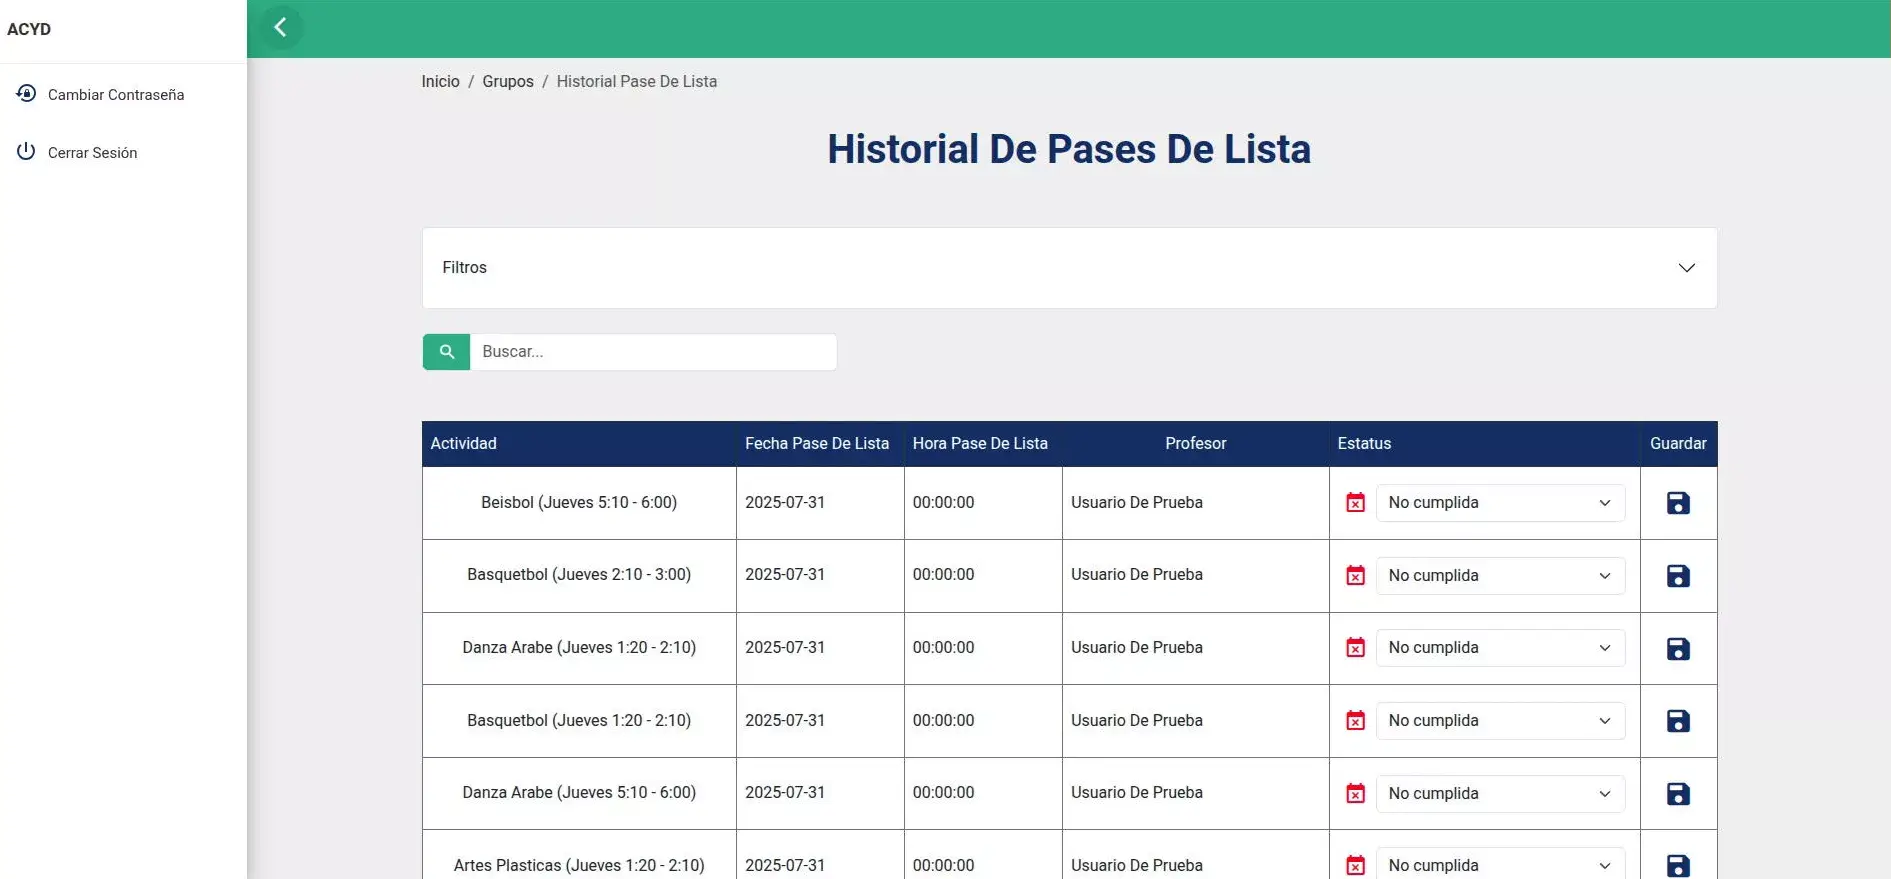 ACYD
Cambiar Contraseña
Cerrar Sesión
Inicio / Grupos / Historial Pase De Lista
Historial De Pases De Lista
Filtros
Buscar...
Actividad Fecha Pase De Lista Hora Pase De Lista Profesor Estatus Guardar
Beisbol (Jueves 5:10 - 6:00) 2025-07-31 00:00:00 Usuario De Prueba No cumplida
Basquetbol (Jueves 2:10 - 3:00) 2025-07-31 00:00:00 Usuario De Prueba No cumplida
Danza Arabe (Jueves 1:20 - 2:10) 2025-07-31 00:00:00 Usuario De Prueba No cumplida
Basquetbol (Jueves 1:20 - 2:10) 2025-07-31 00:00:00 Usuario De Prueba No cumplida
Danza Arabe (Jueves 5:10 - 6:00) 2025-07-31 00:00:00 Usuario De Prueba No cumplida
Artes Plasticas (Jueves 1:20 - 2:10) 2025-07-31 00:00:00 Usuario De Prueba No cumplida